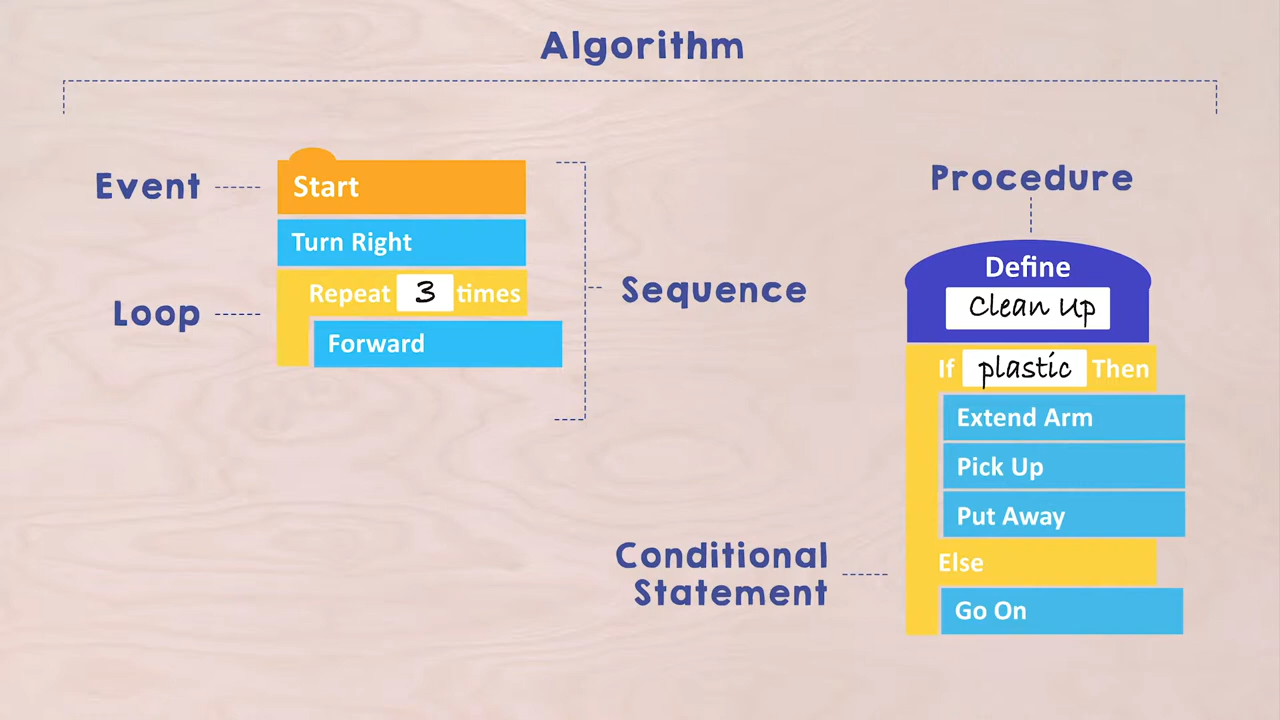 Algorithm
Event
Start
Turn Right
Loop
Repeat 3 times
Forward
Sequence
Procedure
Define
Clean Up
If plastic Then
Extend Arm
Pick Up
Put Away
Else
Go On
Conditional
Statement